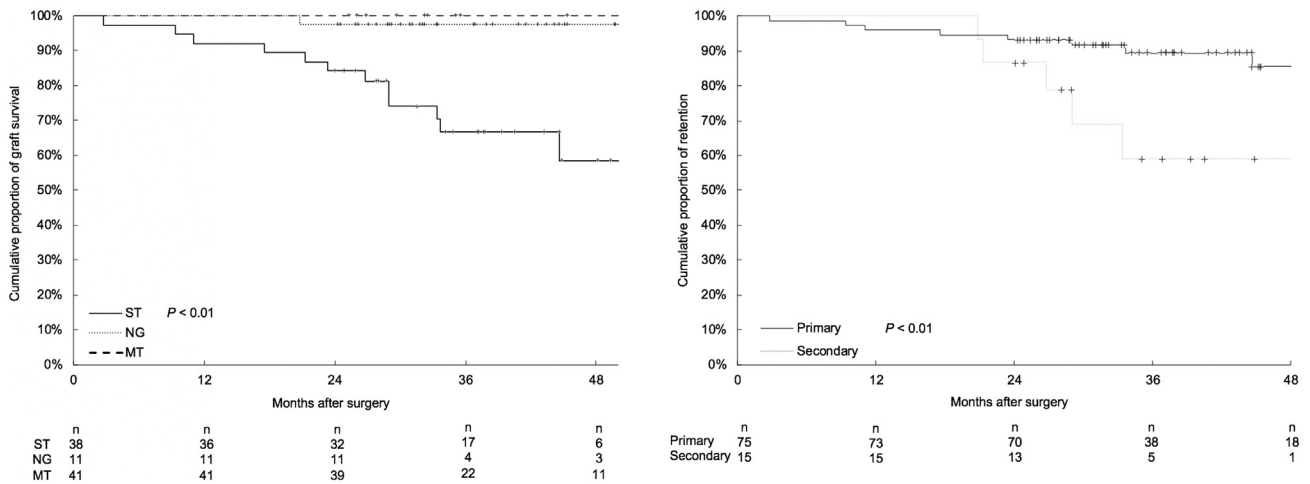 Cumulative proportion of graft survival
100%
90%
80%
70%
60%
50%
40%
30%
20%
10%
0%
ST P < 0.01
NG
MT
0 12 24 36 48
Months after surgery
n n n n n
ST 38 36 32 17 6
NG 11 11 11 4 3
MT 41 41 39 22 11
Cumulative proportion of retention
100%
90%
80%
70%
60%
50%
40%
30%
20%
10%
0%
Primary P < 0.01
Secondary
0 12 24 36 48
Months after surgery
n n n n n
Primary 75 73 70 38 18
Secondary 15 15 13 5 1